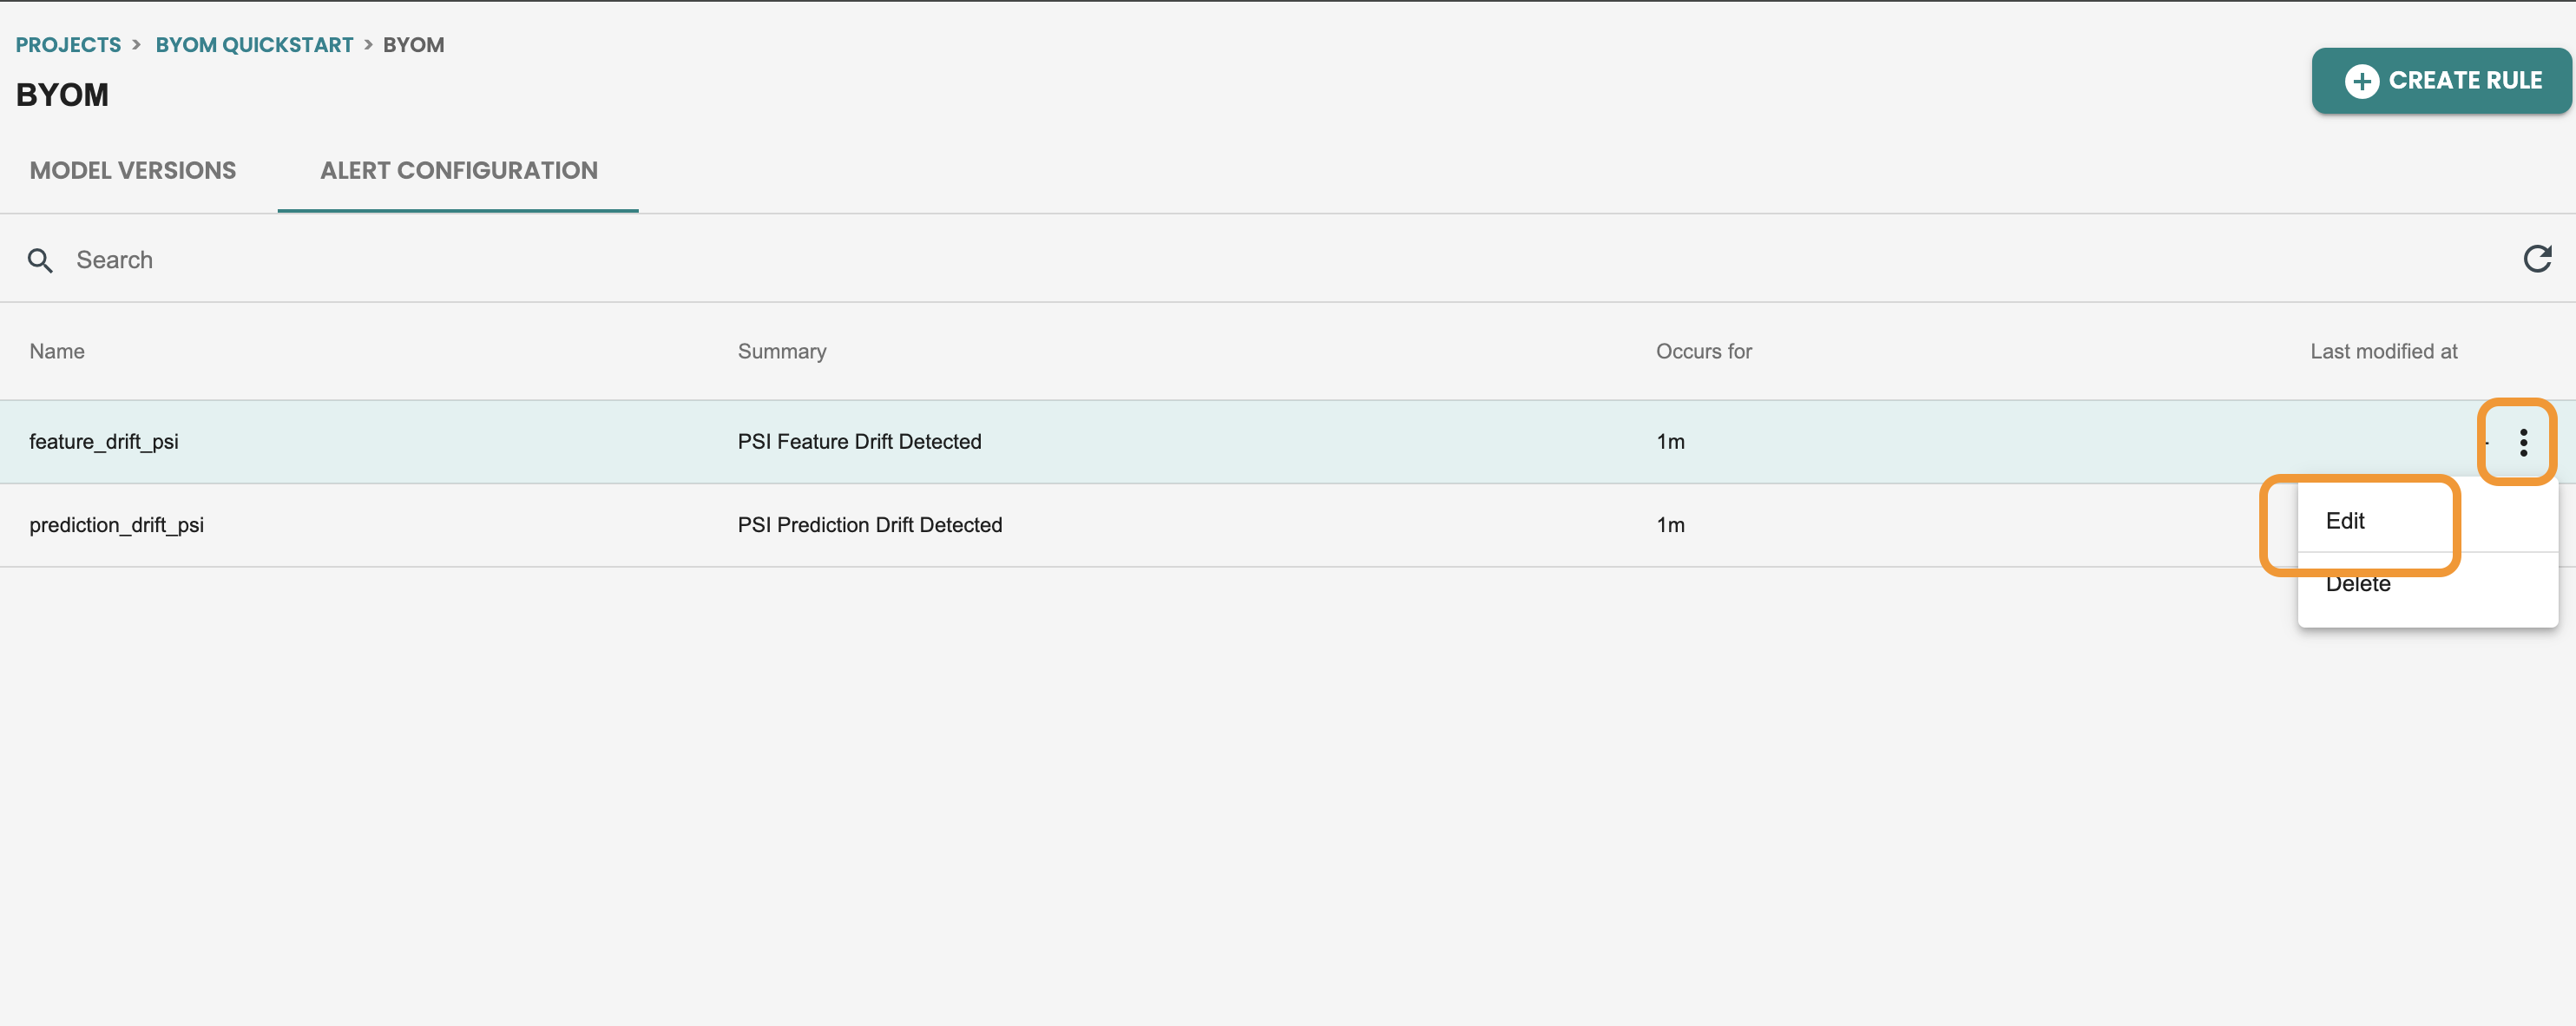 PROJECTS > BYOM QUICKSTART > BYOM
BYOM
CREATE RULE
MODEL VERSIONS ALERT CONFIGURATION
Search
Name Summary Occurs for Last modified at
feature_drift_psi PSI Feature Drift Detected 1m -
prediction_drift_psi PSI Prediction Drift Detected 1m
Edit
Delete